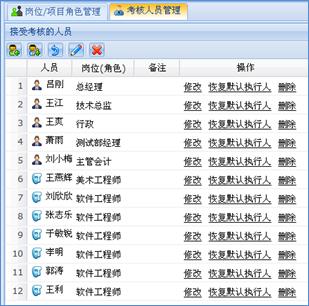 岗位/项目角色管理 考核人员管理
接受考核的人员
人员 岗位(角色) 备注 操作
1 吕刚 总经理 修改 恢复默认执行人 删除
2 王江 技术总监 修改 恢复默认执行人 删除
3 王爽 行政 修改 恢复默认执行人 删除
4 萧雨 测试部经理 修改 恢复默认执行人 删除
5 刘小梅 主管会计 修改 恢复默认执行人 删除
6 王燕辉 美术工程师 修改 恢复默认执行人 删除
7 刘欣欣 软件工程师 修改 恢复默认执行人 删除
8 张志乐 软件工程师 修改 恢复默认执行人 删除
9 于敏锐 软件工程师 修改 恢复默认执行人 删除
10 李明 软件工程师 修改 恢复默认执行人 删除
11 郭涛 软件工程师 修改 恢复默认执行人 删除
12 王利 软件工程师 修改 恢复默认执行人 删除